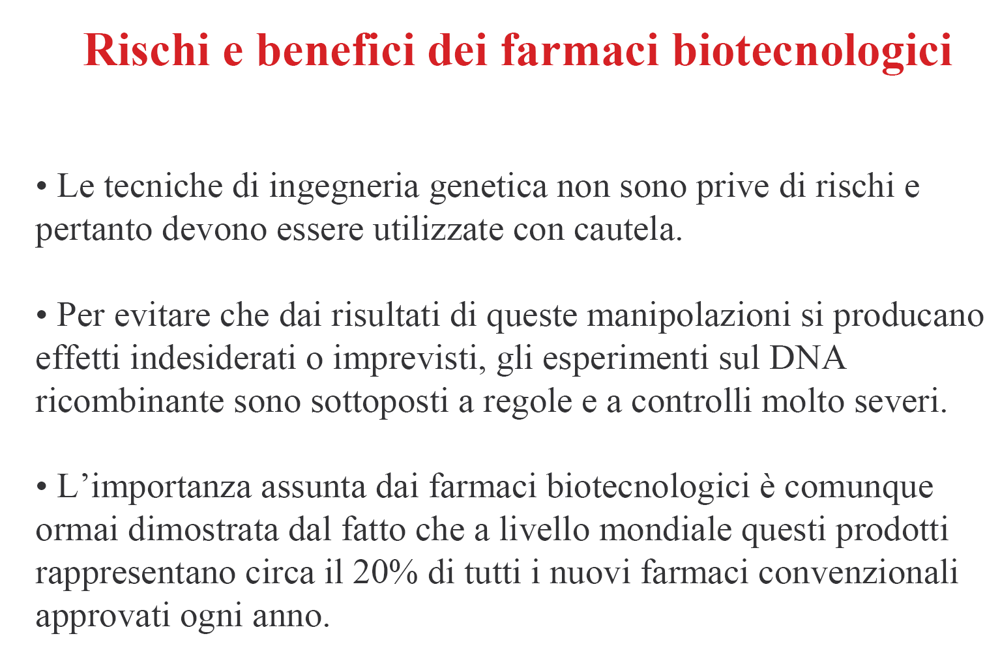 Rischi e benefici dei farmaci biotecnologici
• Le tecniche di ingegneria genetica non sono prive di rischi e
pertanto devono essere utilizzate con cautela.
• Per evitare che dai risultati di queste manipolazioni si producano
effetti indesiderati o imprevisti, gli esperimenti sul DNA
ricombinante sono sottoposti a regole e a controlli molto severi.
• L’importanza assunta dai farmaci biotecnologici è comunque
ormai dimostrata dal fatto che a livello mondiale questi prodotti
rappresentano circa il 20% di tutti i nuovi farmaci convenzionali
approvati ogni anno.